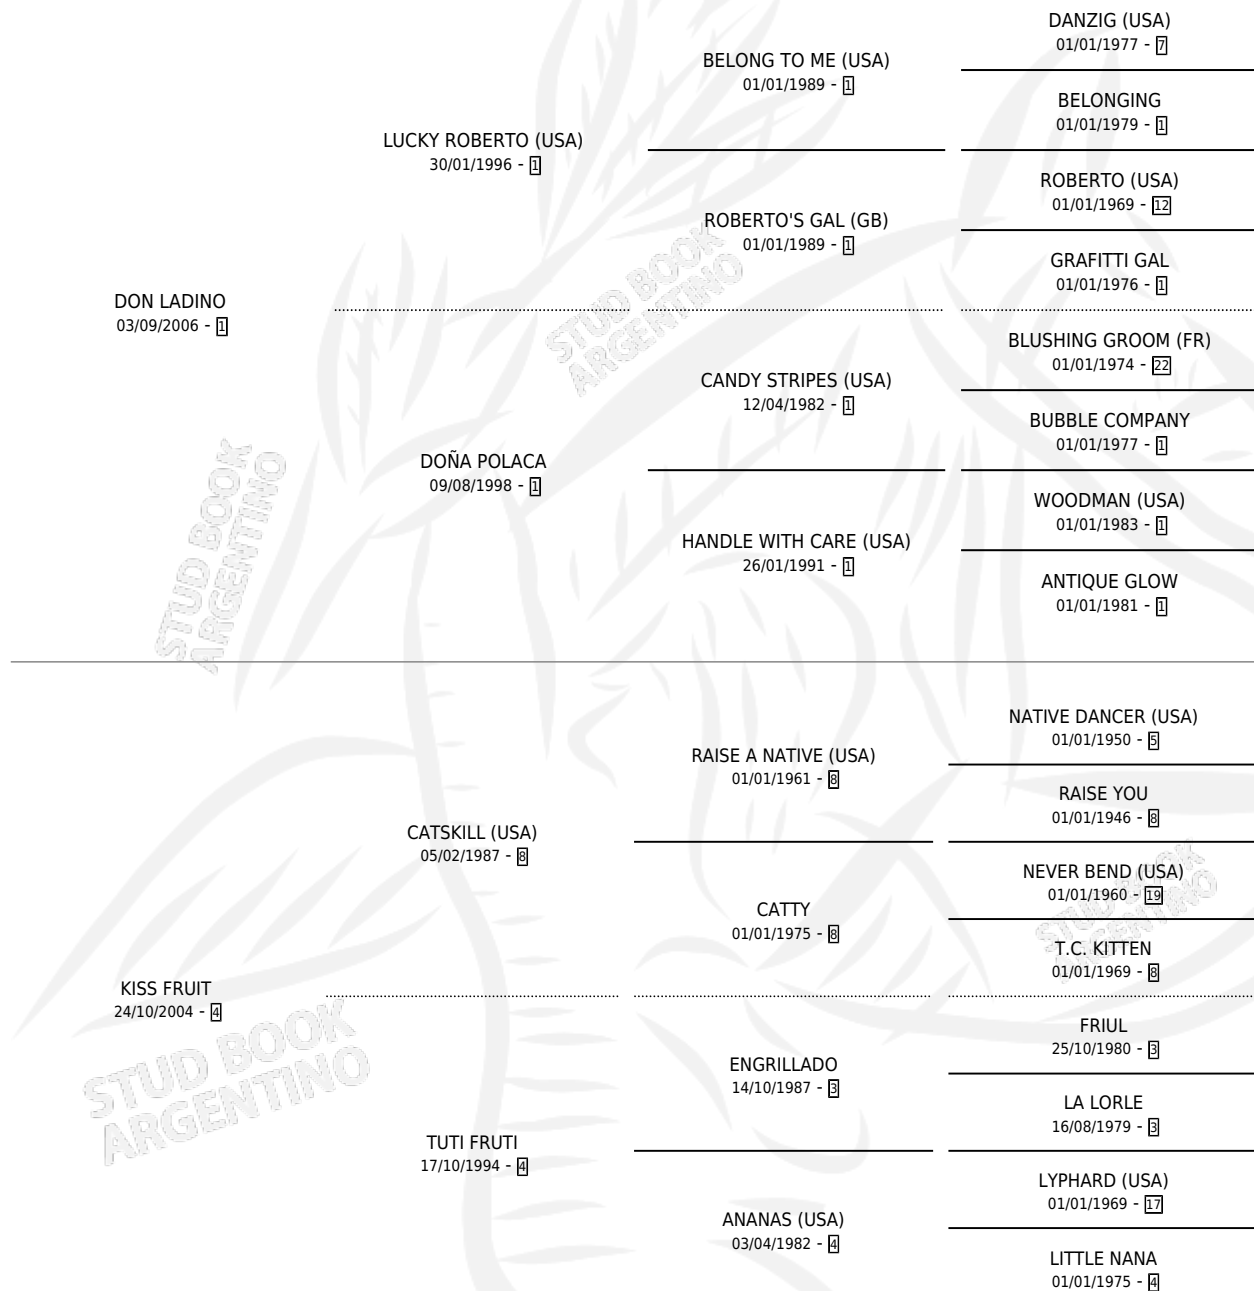 DON LADINO
03/09/2006 - 1
LUCKY ROBERTO (USA)
30/01/1996 - 1
DOÑA POLACA
09/08/1998 - 1
BELONG TO ME (USA)
01/01/1989 - 1
ROBERTO'S GAL (GB)
01/01/1989 - 1
CANDY STRIPES (USA)
12/04/1982 - 1
HANDLE WITH CARE (USA)
26/01/1991 - 1
DANZIG (USA)
01/01/1977 - 7
BELONGING
01/01/1979 - 1
ROBERTO (USA)
01/01/1969 - 12
GRAFITTI GAL
01/01/1976 - 1
BLUSHING GROOM (FR)
01/01/1974 - 22
BUBBLE COMPANY
01/01/1977 - 1
WOODMAN (USA)
01/01/1983 - 1
ANTIQUE GLOW
01/01/1981 - 1
KISS FRUIT
24/10/2004 - 4
CATSKILL (USA)
05/02/1987 - 8
TUTI FRUTI
17/10/1994 - 4
RAISE A NATIVE (USA)
01/01/1961 - 8
CATTY
01/01/1975 - 8
ENGRILLADO
14/10/1987 - 3
ANANAS (USA)
03/04/1982 - 4
NATIVE DANCER (USA)
01/01/1950 - 5
RAISE YOU
01/01/1946 - 8
NEVER BEND (USA)
01/01/1960 - 19
T.C. KITTEN
01/01/1969 - 8
FRIUL
25/10/1980 - 3
LA LORLE
16/08/1979 - 3
LYPHARD (USA)
01/01/1969 - 17
LITTLE NANA
01/01/1975 - 4
STUD BOOK
ARGENTINO
STUD BOOK
ARGENTINO
STUD BOOK
ARGENTINO
STUD BOOK
ARGENTINO